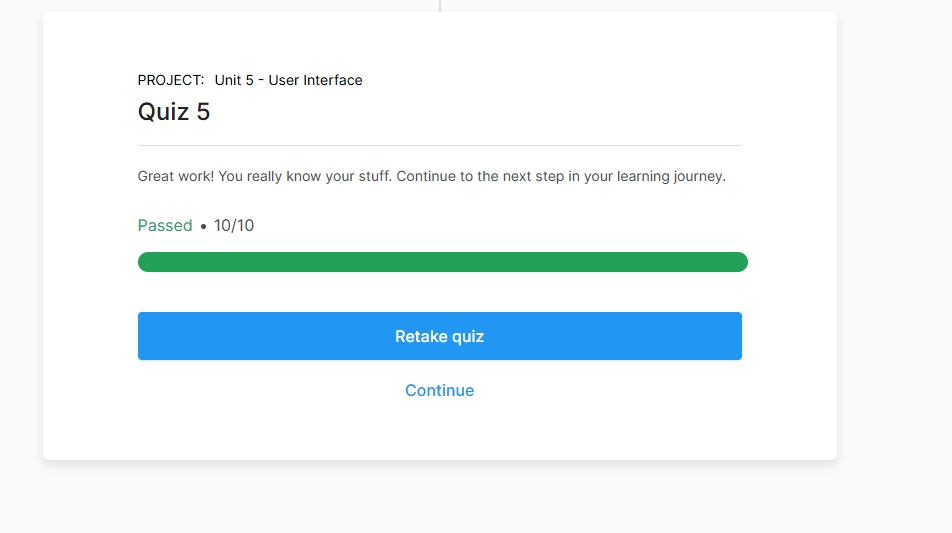 PROJECT: Unit 5 - User Interface
Quiz 5
Great work! You really know your stuff. Continue to the next step in your learning journey.
Passed • 10/10
Retake quiz
Continue